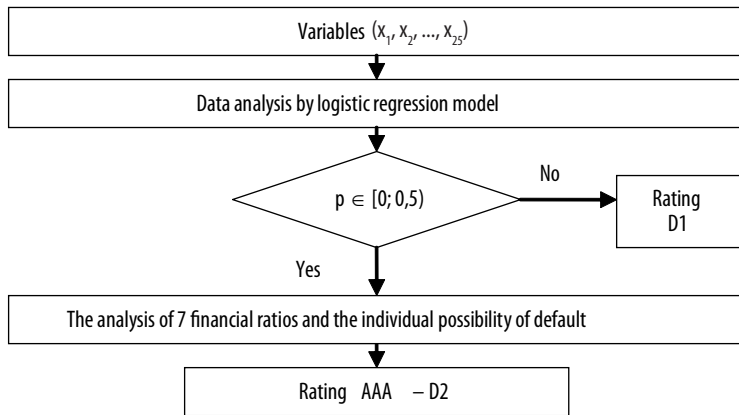 Variables (x₁, x₂, ..., x₂₅)
Data analysis by logistic regression model
p ∈ [0; 0,5)
No
Rating
D1
Yes
The analysis of 7 financial ratios and the individual possibility of default
Rating AAA – D2